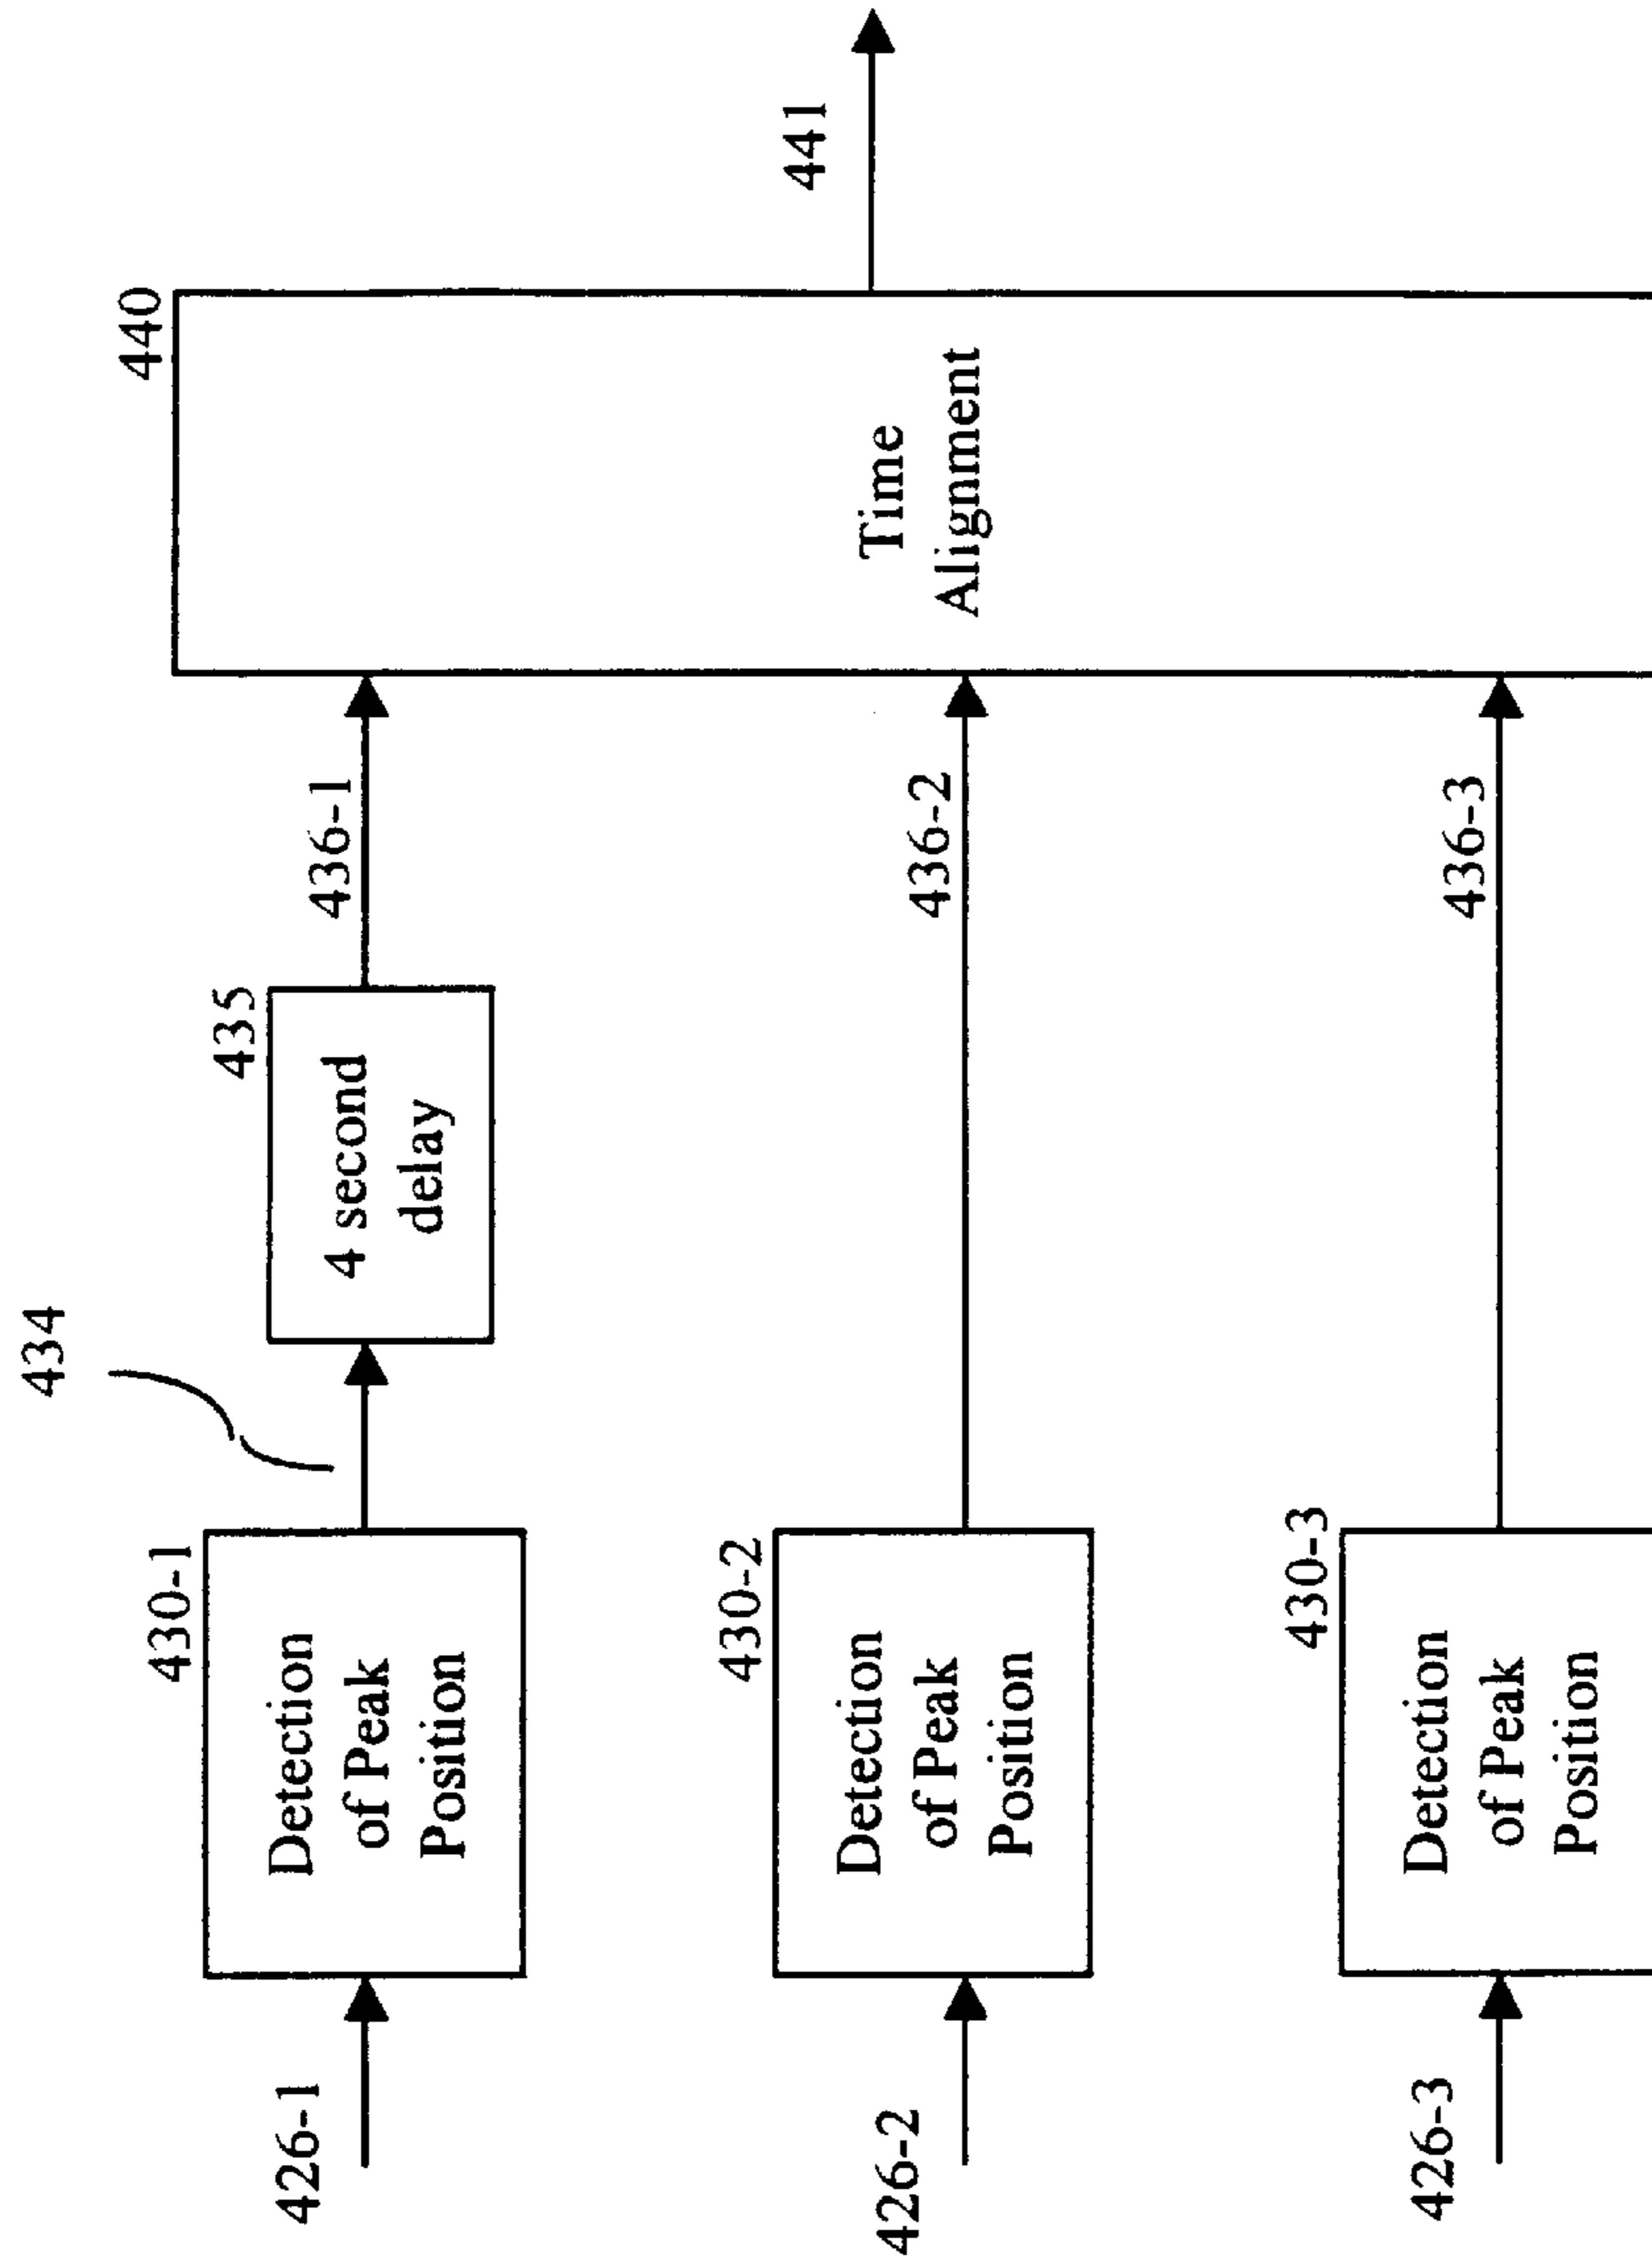 426-1
Detection
of Peak
Position
430-1
434
4 second
delay
435
436-1
426-2
Detection
of Peak
Position
430-2
436-2
426-3
Detection
of Peak
Position
430-3
436-3
Time
Alignment
440
441